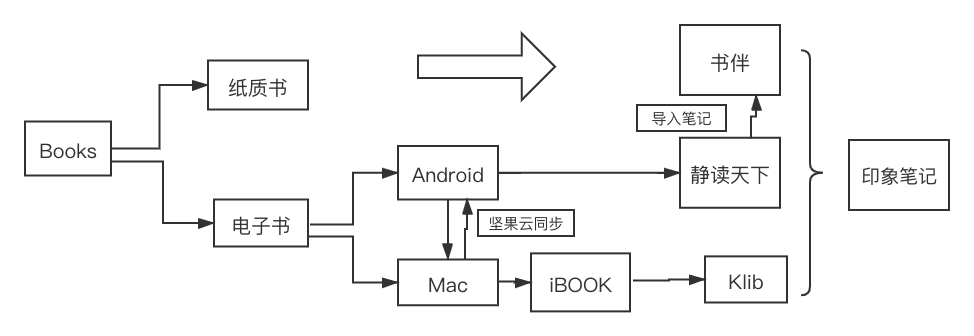 书伴
纸质书
导入笔记
Books
Android
静读天下
印象笔记
电子书
坚果云同步
Mac
iBOOK
Klib